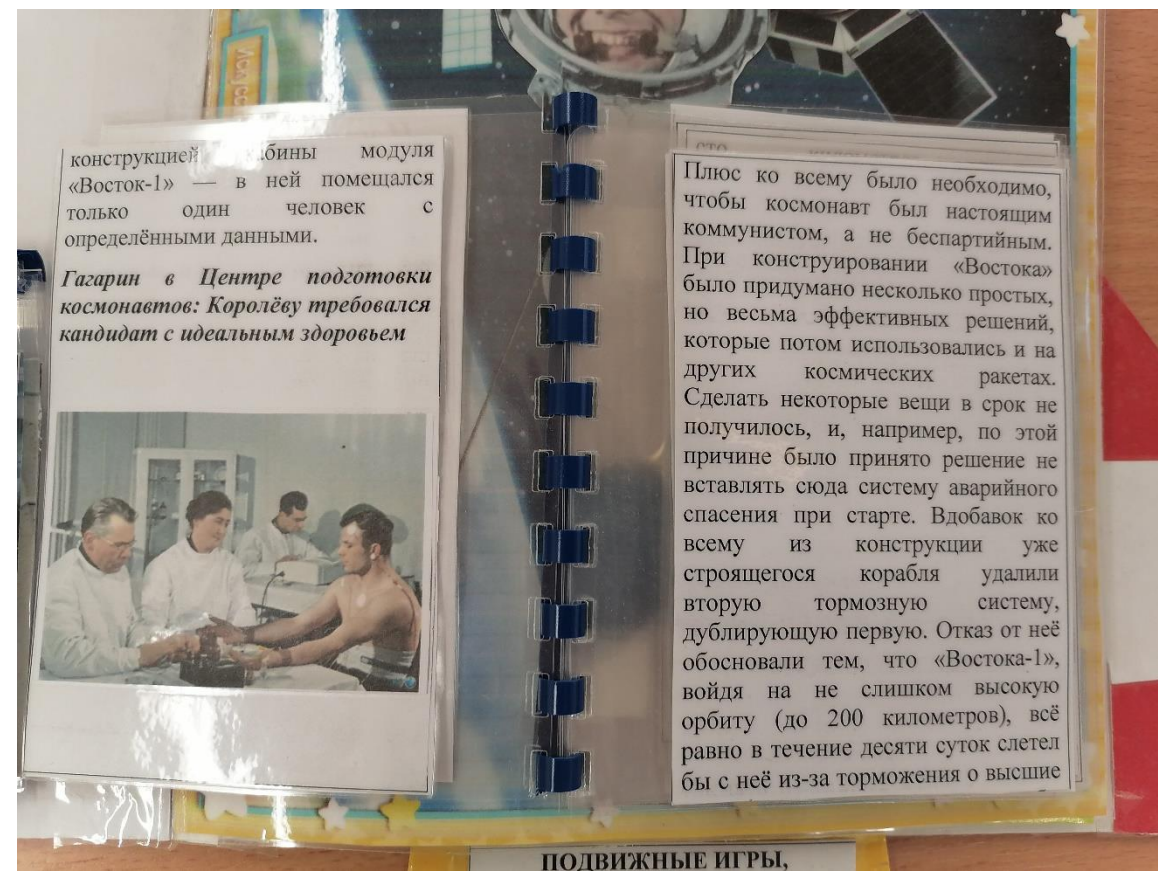 Искус
конструкцией кабины модуля
«Восток-1» — в ней помещался
только один человек с
определёнными данными.
Гагарин в Центре подготовки
космонавтов: Королёву требовался
кандидат с идеальным здоровьем
сто километров
Плюс ко всему было необходимо,
чтобы космонавт был настоящим
коммунистом, а не беспартийным.
При конструировании «Востока»
было придумано несколько простых,
но весьма эффективных решений,
которые потом использовались и на
других космических ракетах.
Сделать некоторые вещи в срок не
получилось, и, например, по этой
причине было принято решение не
вставлять сюда систему аварийного
спасения при старте. Вдобавок ко
всему из конструкции уже
строящегося корабля удалили
вторую тормозную систему,
дублирующую первую. Отказ от неё
обосновали тем, что «Востока-1»,
войдя на не слишком высокую
орбиту (до 200 километров), всё
равно в течение десяти суток слетел
бы с неё из-за торможения о высшие
ПОДВИЖНЫЕ ИГРЫ,